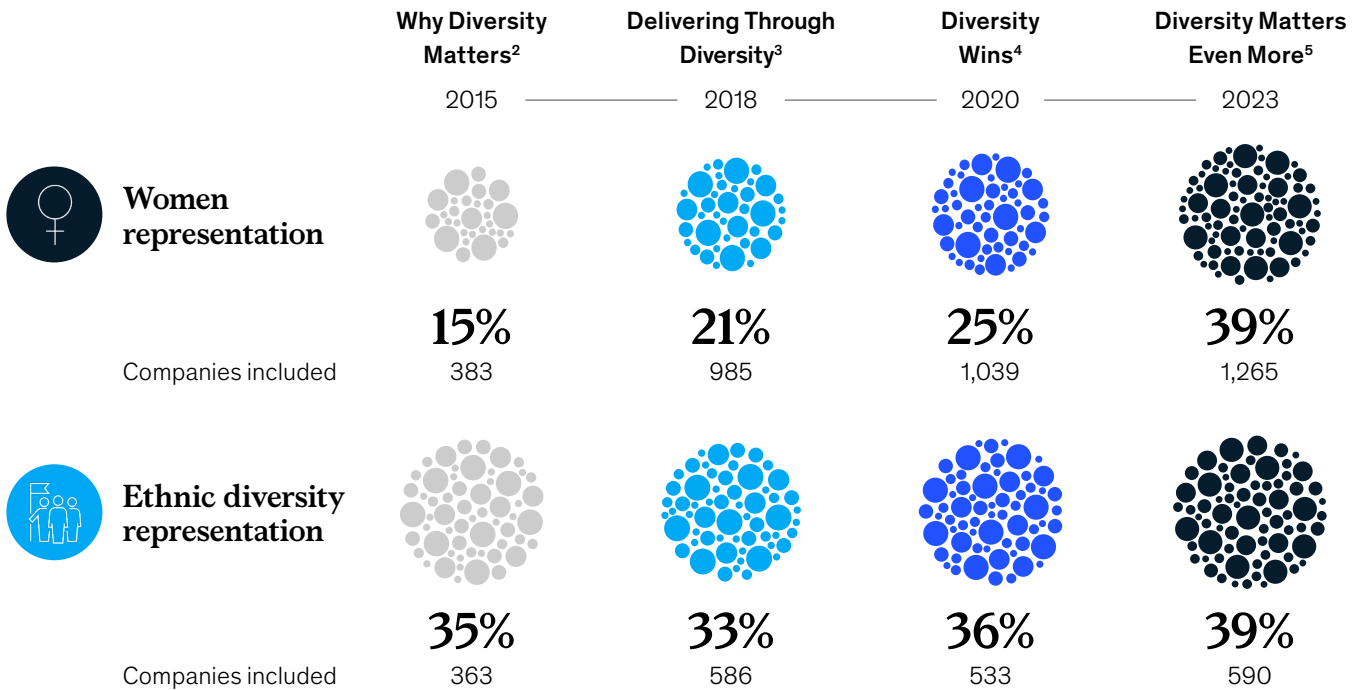 Why Diversity
Matters²
Delivering Through
Diversity³
Diversity
Wins⁴
Diversity Matters
Even More⁵
2015
2018
2020
2023
Women
representation
15%
21%
25%
39%
Companies included
383
985
1,039
1,265
Ethnic diversity
representation
35%
33%
36%
39%
Companies included
363
586
533
590